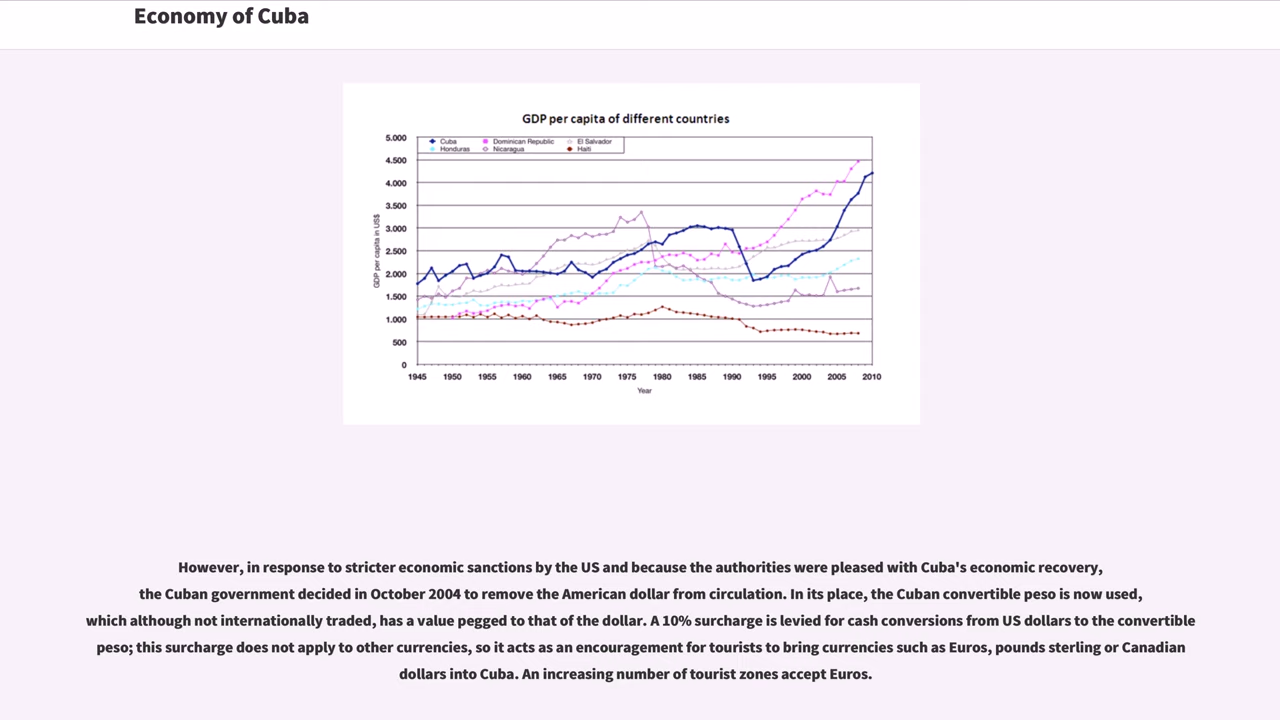 Economy of Cuba
GDP per capita of different countries
5.000
4.500
4.000
3.500
3.000
2.500
2.000
1.500
1.000
500
0
GDP per capita in US$
Cuba Dominican Republic El Salvador
Honduras Nicaragua Haiti
1945 1950 1955 1960 1965 1970 1975 1980 1985 1990 1995 2000 2005 2010
Year
However, in response to stricter economic sanctions by the US and because the authorities were pleased with Cuba's economic recovery,
the Cuban government decided in October 2004 to remove the American dollar from circulation. In its place, the Cuban convertible peso is now used,
which although not internationally traded, has a value pegged to that of the dollar. A 10% surcharge is levied for cash conversions from US dollars to the convertible
peso; this surcharge does not apply to other currencies, so it acts as an encouragement for tourists to bring currencies such as Euros, pounds sterling or Canadian
dollars into Cuba. An increasing number of tourist zones accept Euros.